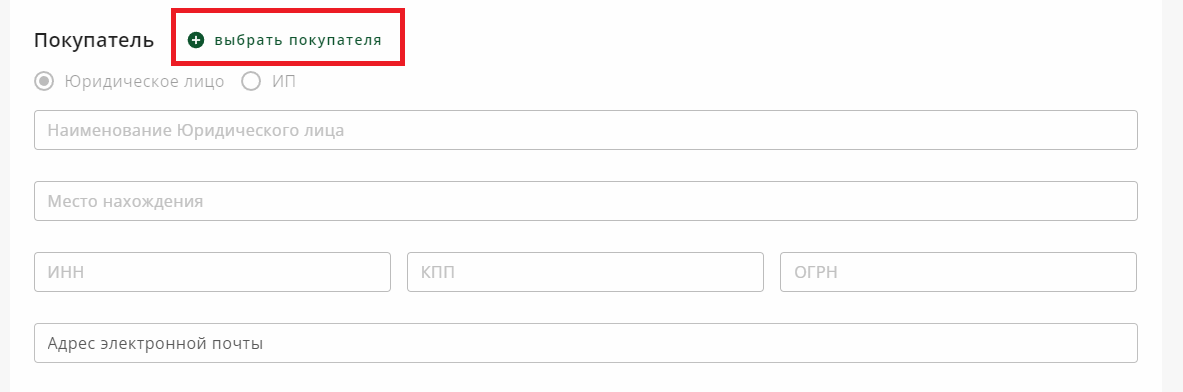 Покупатель выбрать покупателя
Юридическое лицо ИП
Наименование Юридического лица
Место нахождения
ИНН КПП ОГРН
Адрес электронной почты